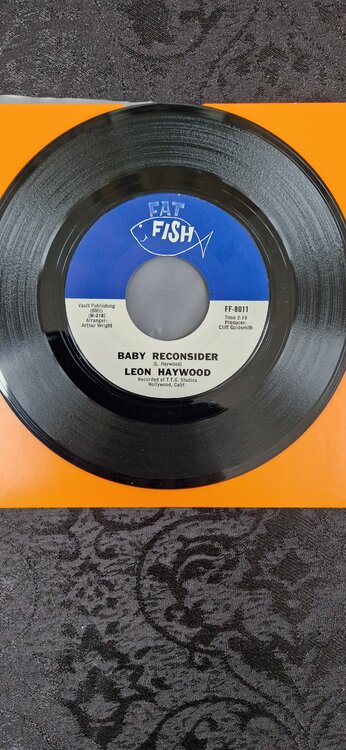 FAT
FISH
Vault Publishing
(BMI)
(N-318)
Arranger:
Arthur Wright
FF-8011
Time 2:39
Producer:
Cliff Goldsmith
BABY RECONSIDER
(L. Haywood)
LEON HAYWOOD
Recorded at T.T.G. Studios
Hollywood, Calif.